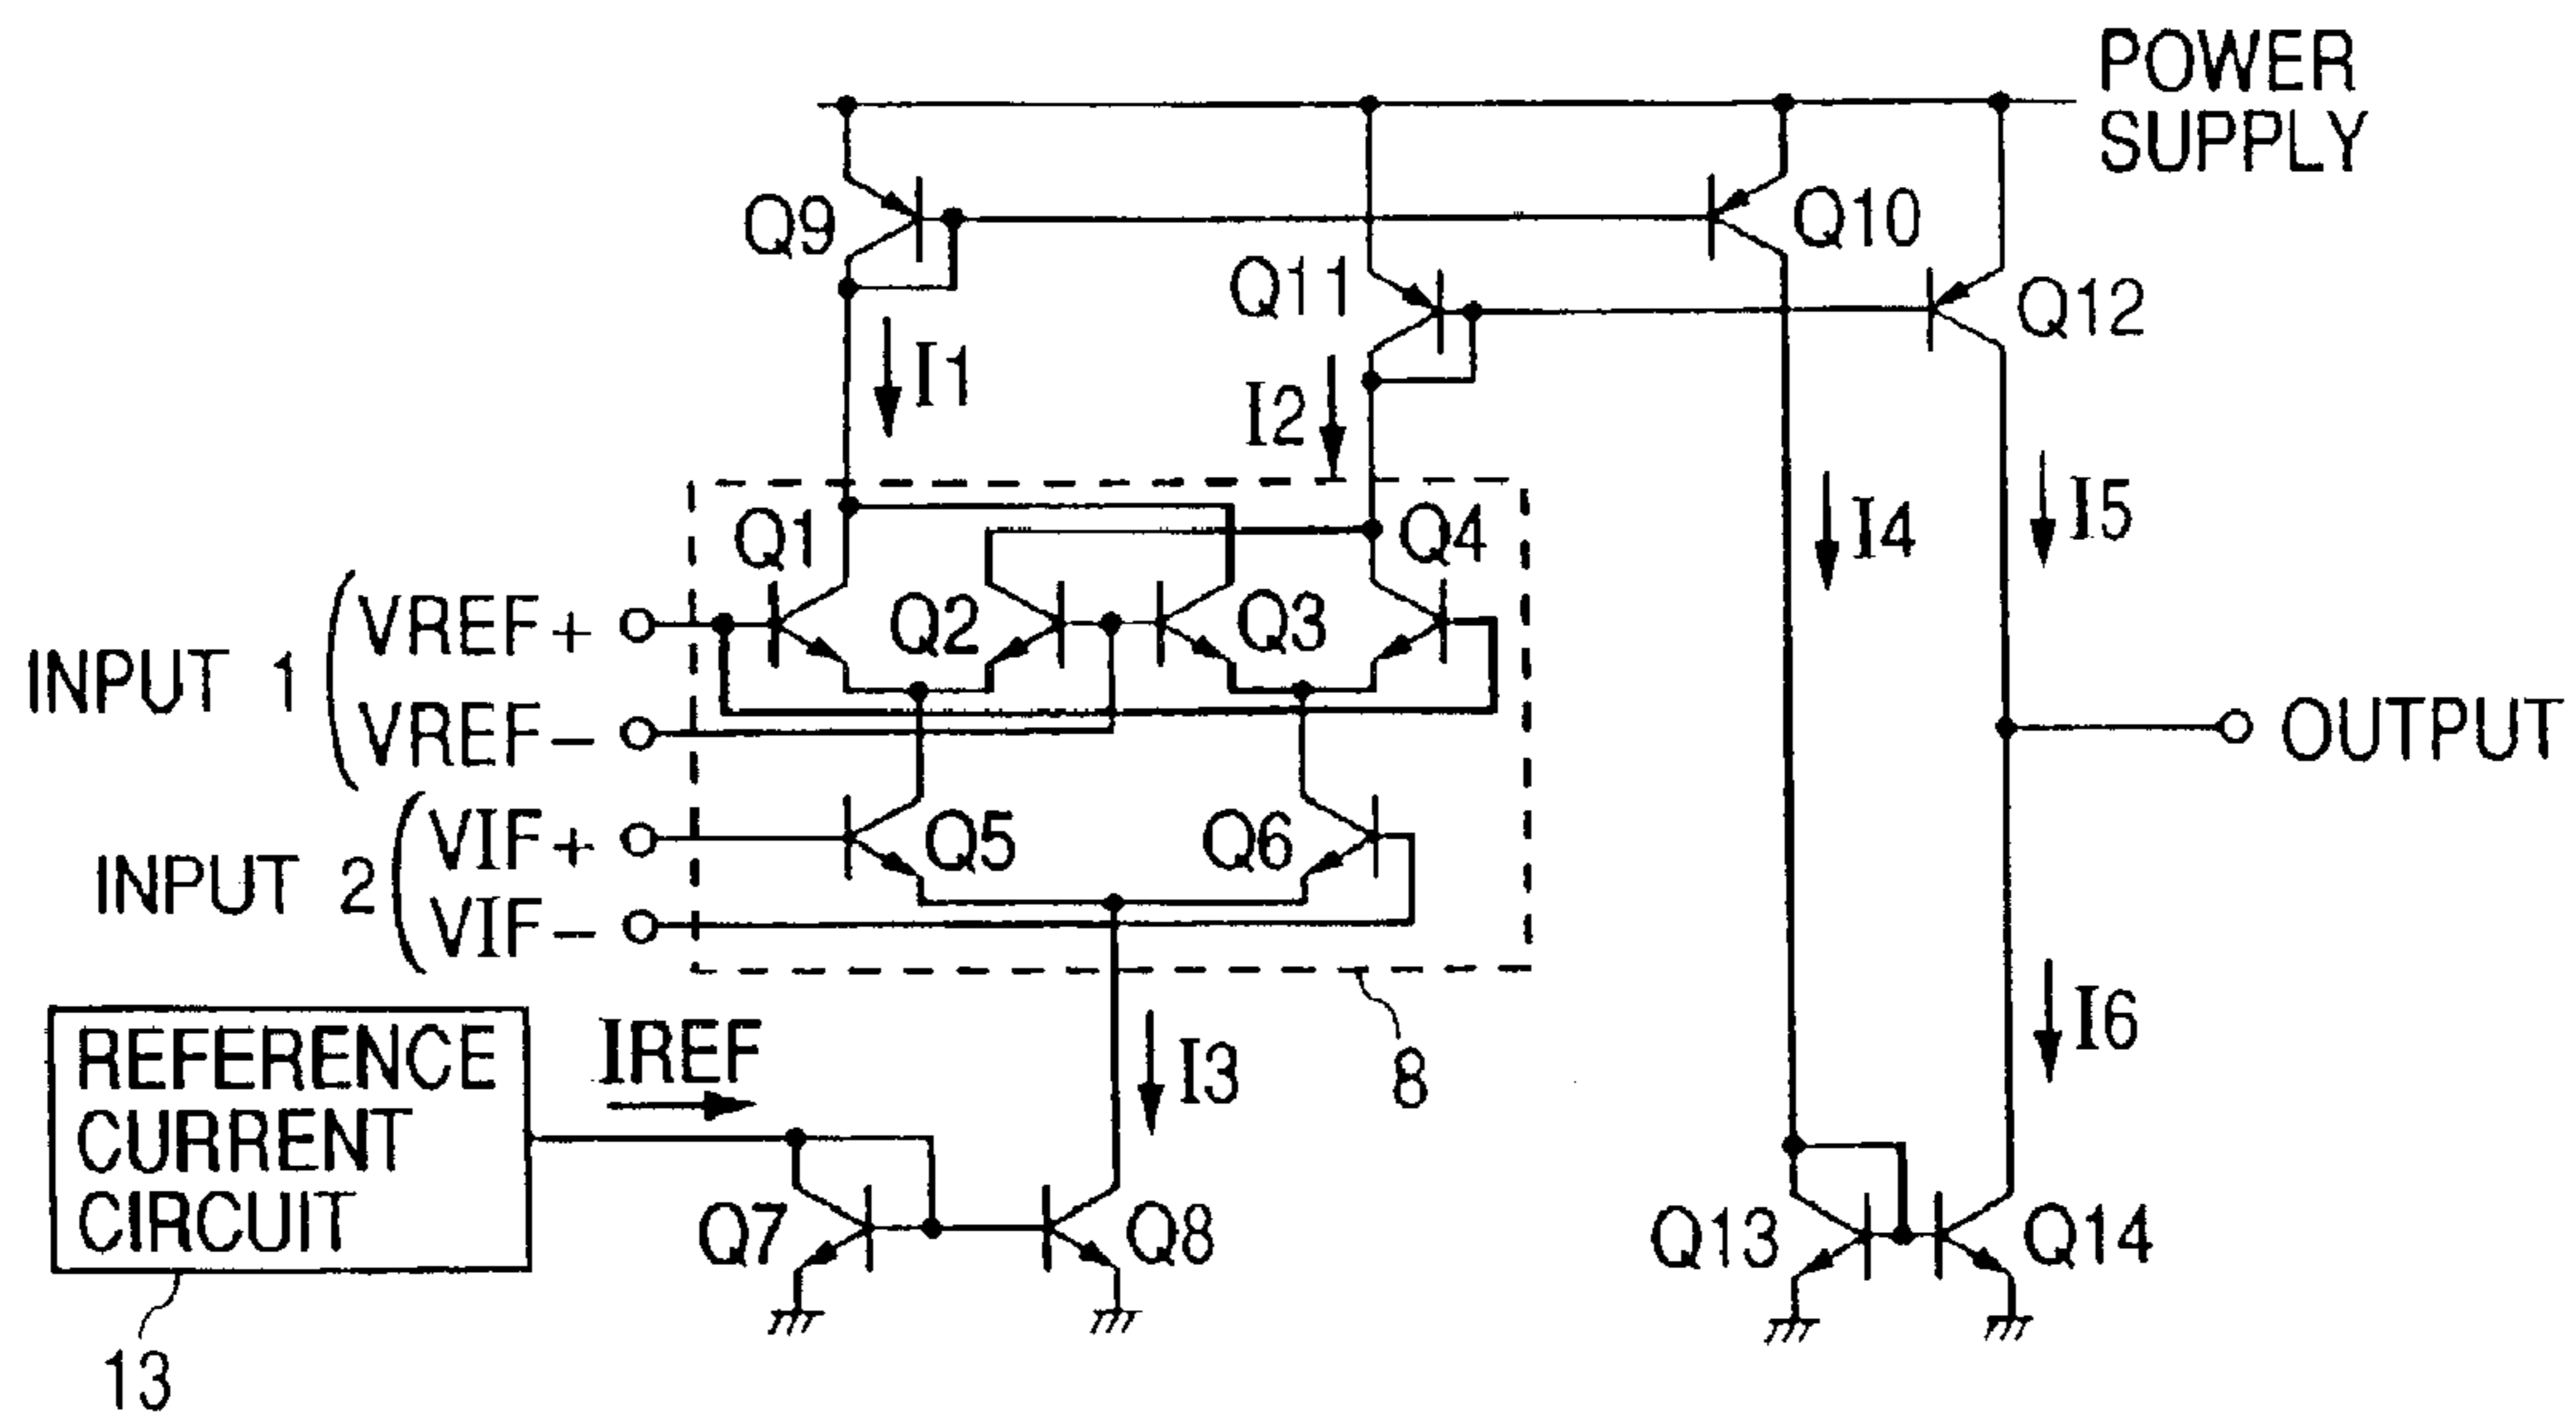 POWER
SUPPLY
Q9
Q10
Q11
Q12
I1
I2
I4
I5
Q1
Q4
Q2
Q3
INPUT 1
VREF+
VREF−
INPUT 2
VIF+
VIF−
Q5
Q6
OUTPUT
REFERENCE
CURRENT
CIRCUIT
IREF
I3
8
I6
Q7
Q8
Q13
Q14
13